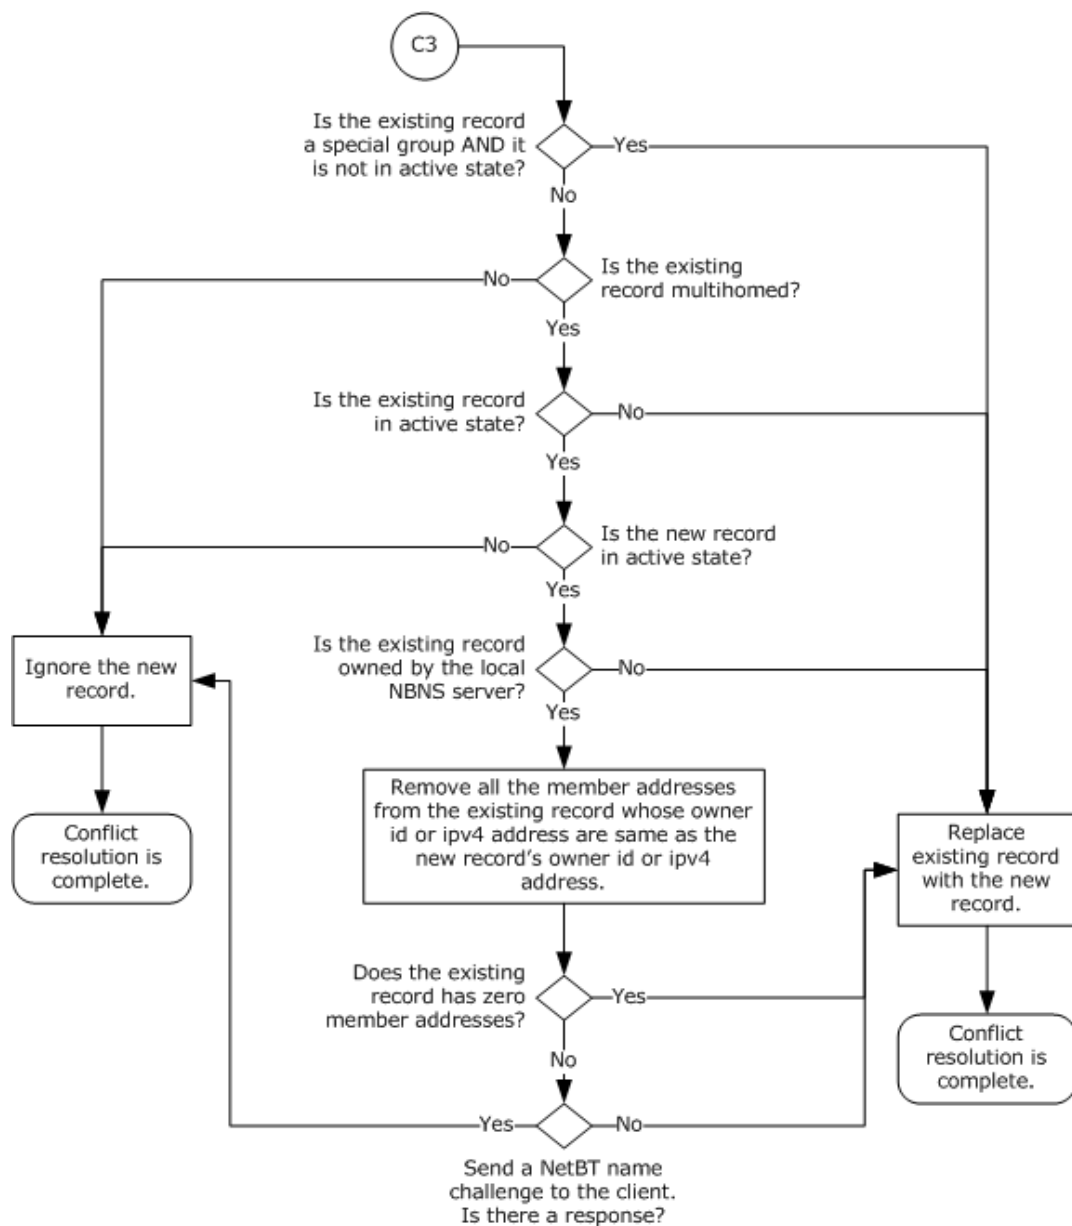 C3
Is the existing record
a special group AND it
is not in active state?
Yes
No
No
Is the existing
record multihomed?
Yes
Is the existing record
in active state?
No
Yes
No
Is the new record
in active state?
Yes
Is the existing record
owned by the local
NBNS server?
No
Yes
Ignore the new
record.
Conflict
resolution is
complete.
Remove all the member addresses
from the existing record whose owner
id or ipv4 address are same as the
new record's owner id or ipv4
address.
Replace
existing record
with the new
record.
Does the existing
record has zero
member addresses?
Yes
No
Conflict
resolution is
complete.
Yes
No
Send a NetBT name
challenge to the client.
Is there a response?